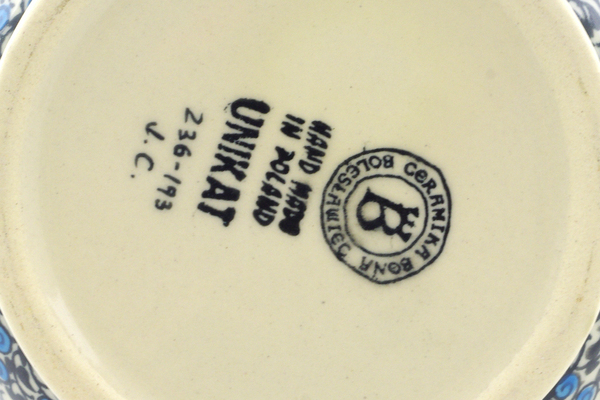 CERAMIKA BONA BOLESŁAWIEC
B
HAND MADE
IN POLAND
UNIKAT
236-193
J.C.